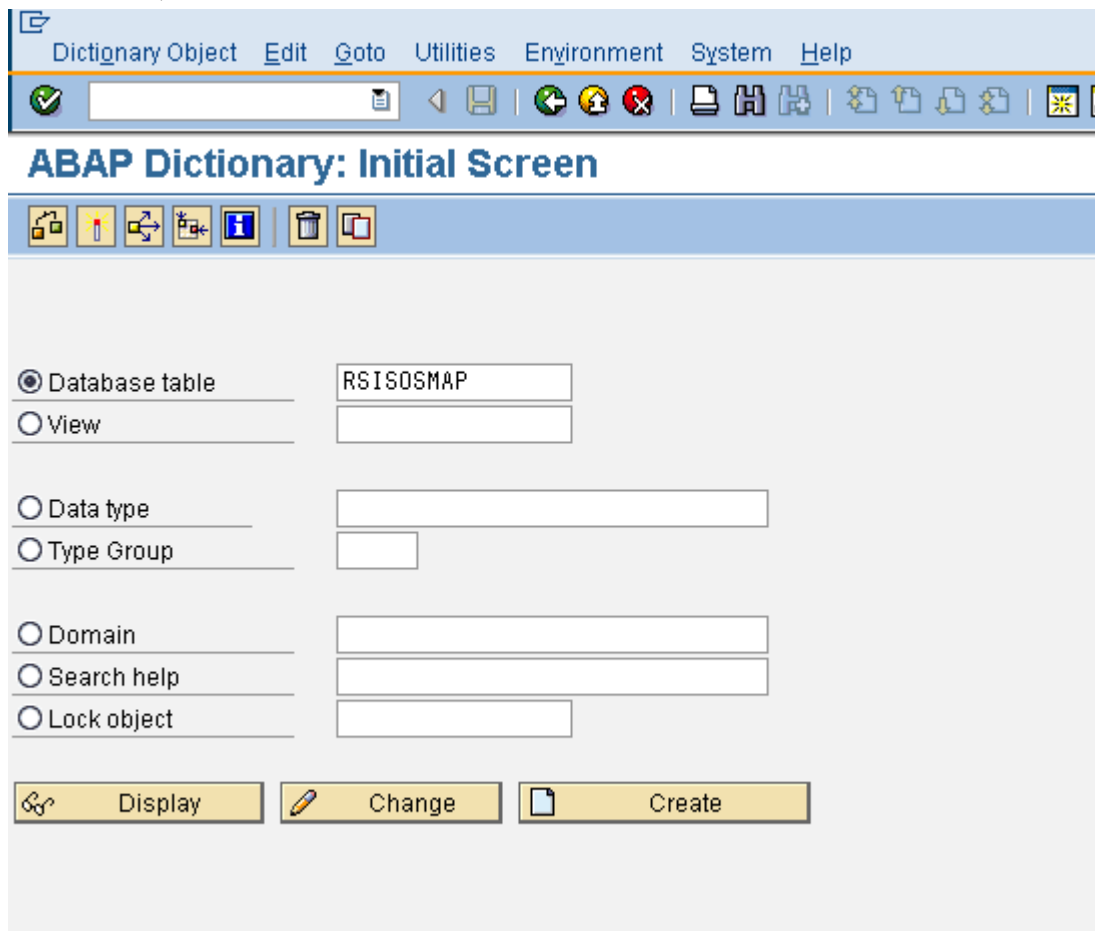 Dictionary Object Edit Goto Utilities Environment System Help
ABAP Dictionary: Initial Screen
Database table RSISOSMAP
View
Data type
Type Group
Domain
Search help
Lock object
Display Change Create